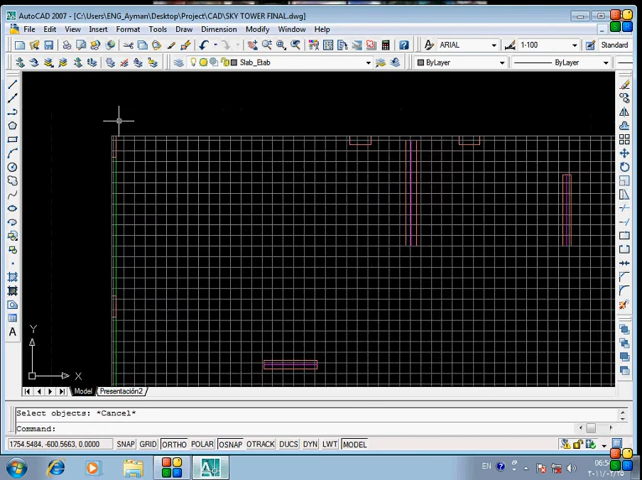 AutoCAD 2007 - [C:\Users\ENG_Ayman\Desktop\Project\CAD\SKY TOWER FINAL.dwg]
File Edit View Insert Format Tools Draw Dimension Modify Window Help
ARIAL 1-100 Standard
Slab_Etab ByLayer ByLayer
Y
X
A
Model Presentación2
Select objects: *Cancel*
Command:
1754.5484, -600.5663, 0.0000 SNAP GRID ORTHO POLAR OSNAP OTRACK DUCS DYN LWT MODEL
EN